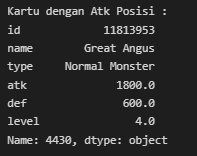 Kartu dengan Atk Posisi :
id 11813953
name Great Angus
type Normal Monster
atk 1800.0
def 600.0
level 4.0
Name: 4430, dtype: object